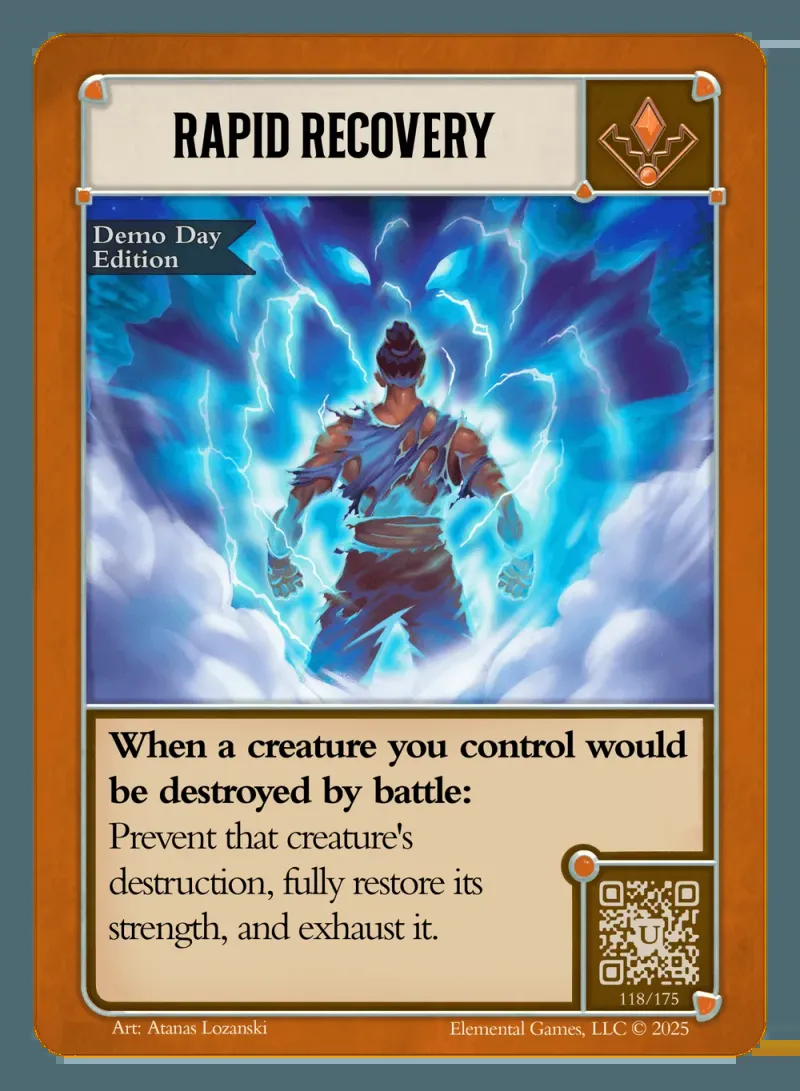 RAPID RECOVERY
Demo Day
Edition
When a creature you control would
be destroyed by battle:
Prevent that creature's
destruction, fully restore its
strength, and exhaust it.
U
118/175
Art: Atanas Lozanski
Elemental Games, LLC © 2025